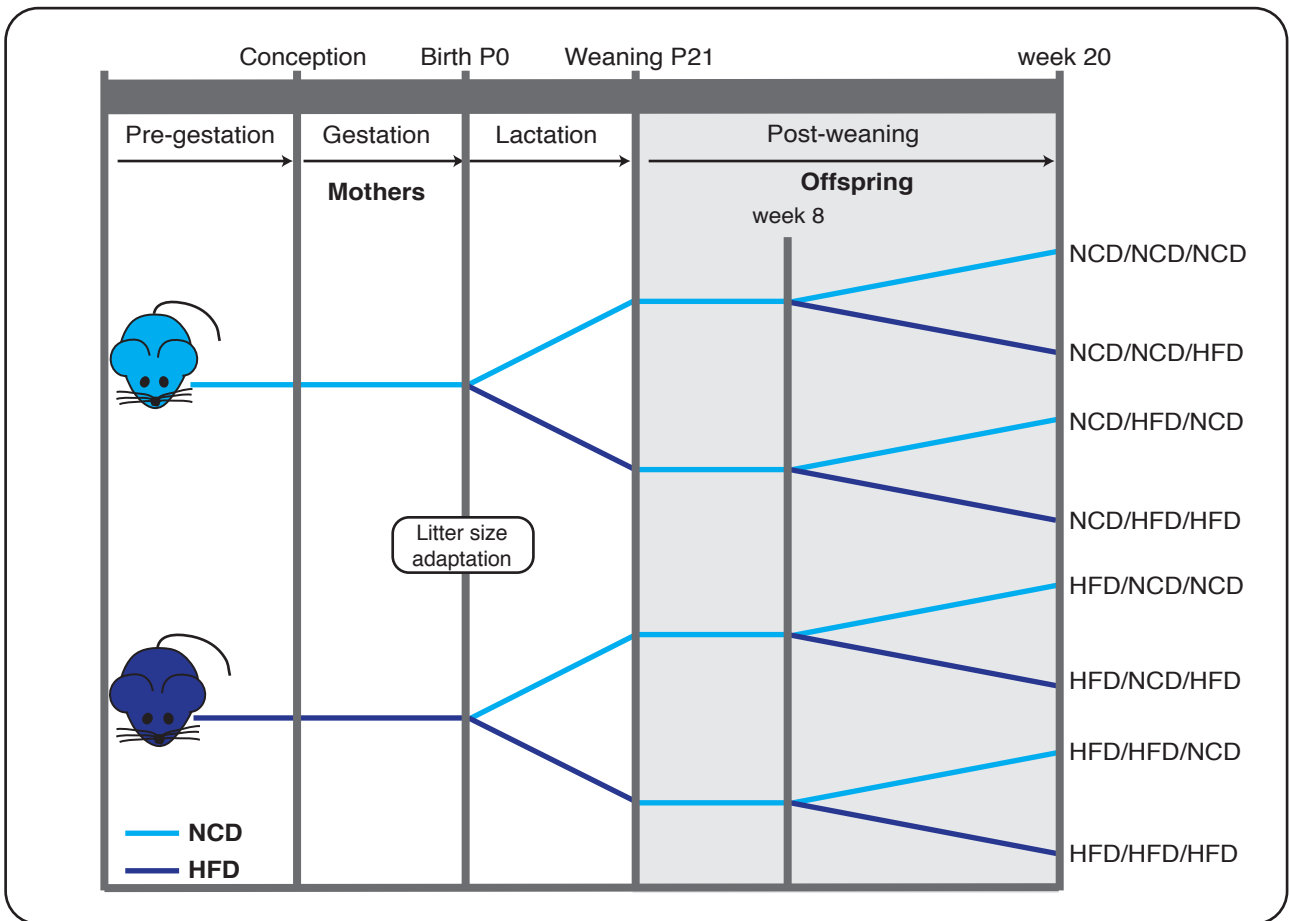 Conception
Birth P0
Weaning P21
week 20
Pre-gestation
Gestation
Lactation
Post-weaning
Mothers
Offspring
week 8
NCD/NCD/NCD
NCD/NCD/HFD
NCD/HFD/NCD
NCD/HFD/HFD
Litter size
adaptation
HFD/NCD/NCD
HFD/NCD/HFD
HFD/HFD/NCD
HFD/HFD/HFD
NCD
HFD